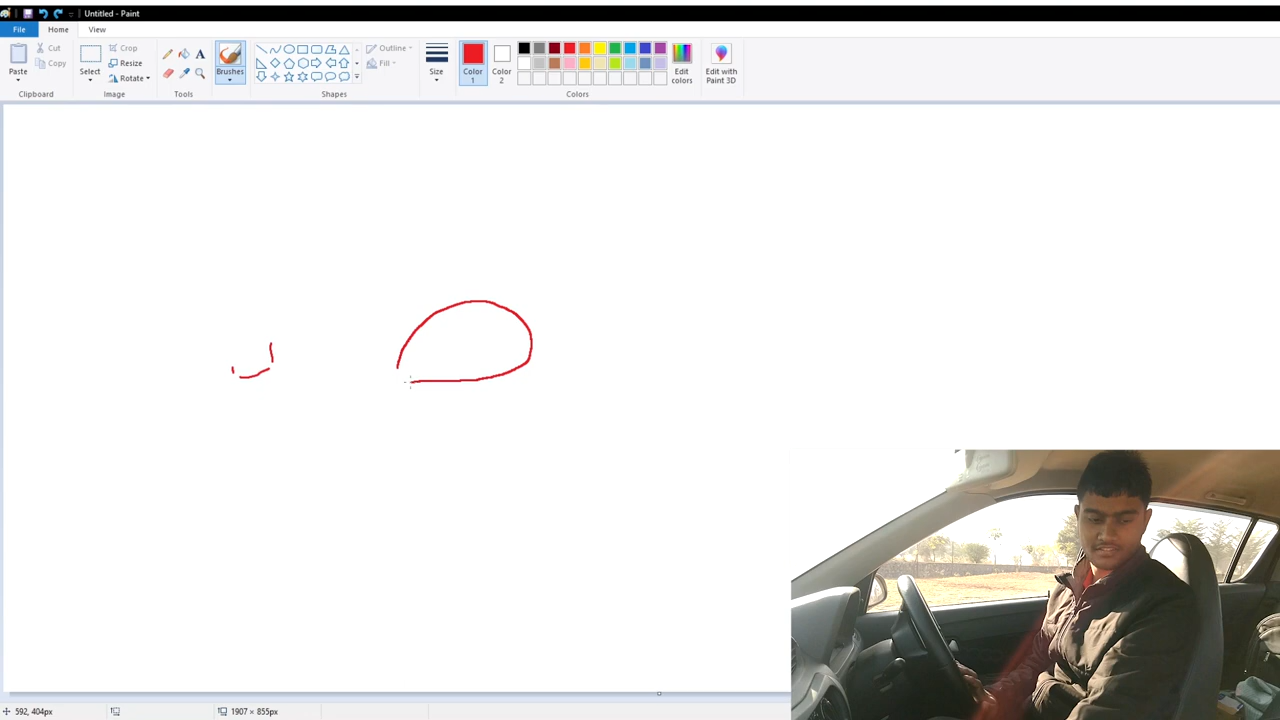 Untitled - Paint
File Home View
Paste
Cut
Copy
Clipboard
Select
Crop
Resize
Rotate
Image
Tools
Brushes
Shapes
Outline
Fill
Size
Color 1
Color 2
Edit colors
Colors
Edit with Paint 3D
592, 404px
1907 × 855px